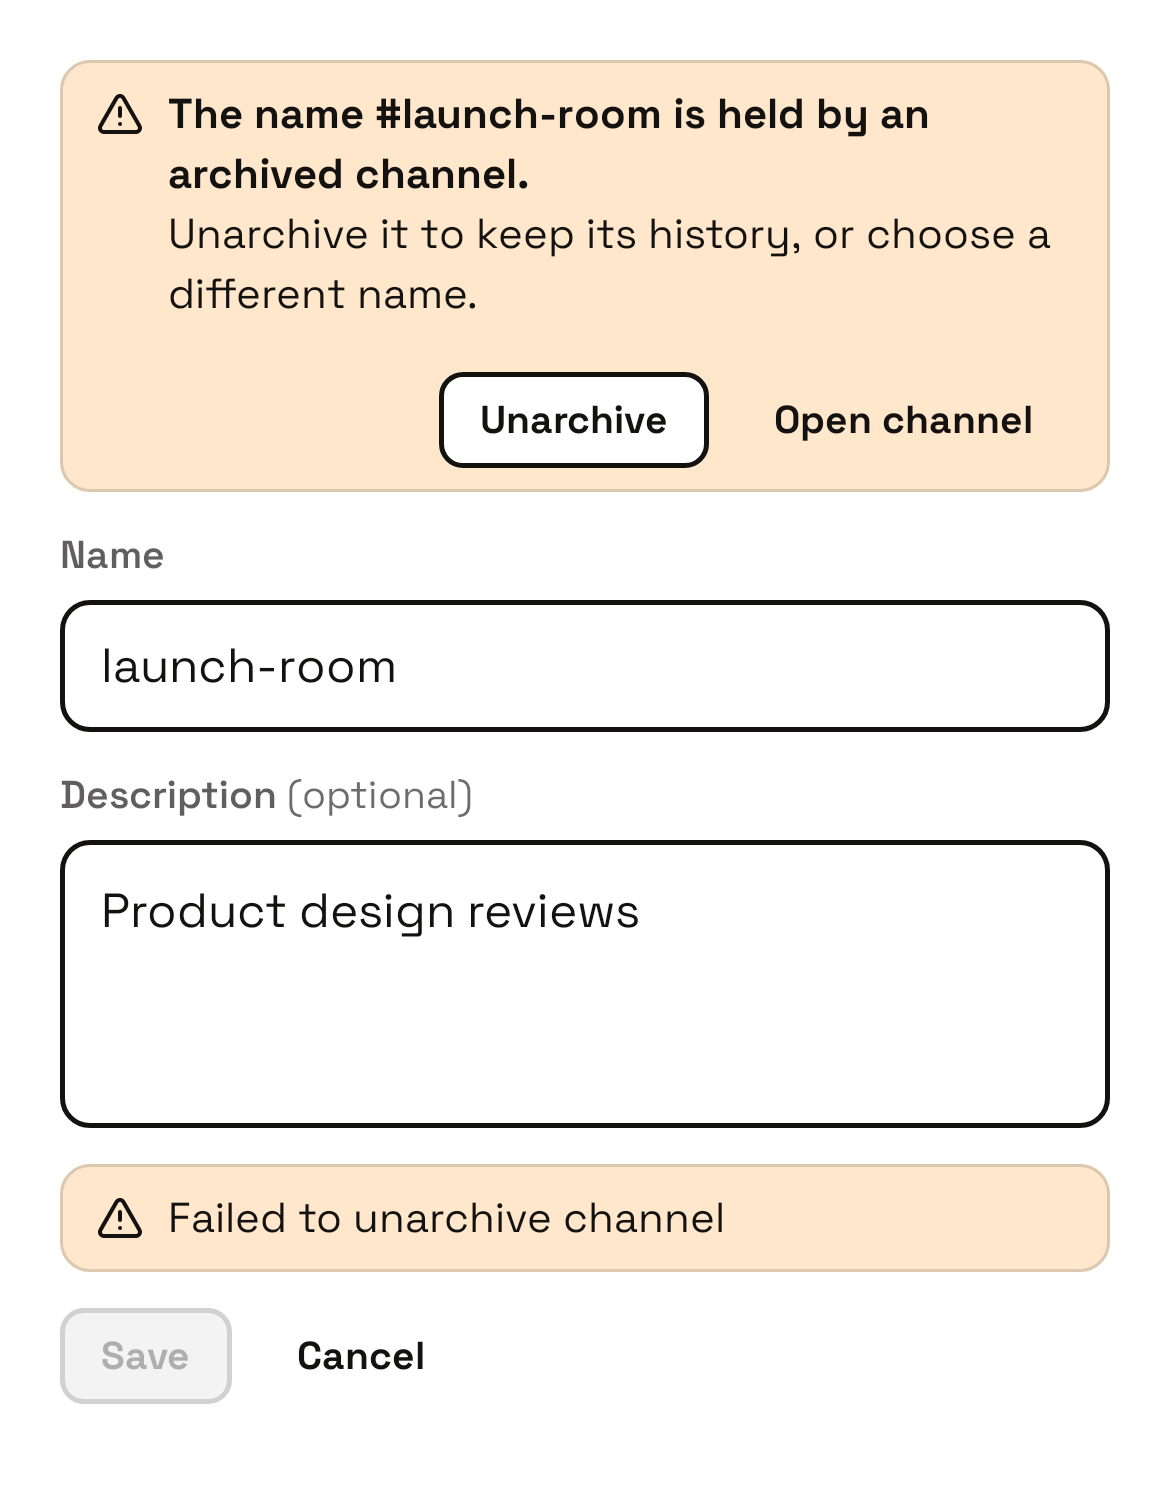 The name #launch-room is held by an
archived channel.
Unarchive it to keep its history, or choose a
different name.
Unarchive
Open channel
Name
launch-room
Description (optional)
Product design reviews
Failed to unarchive channel
Save
Cancel